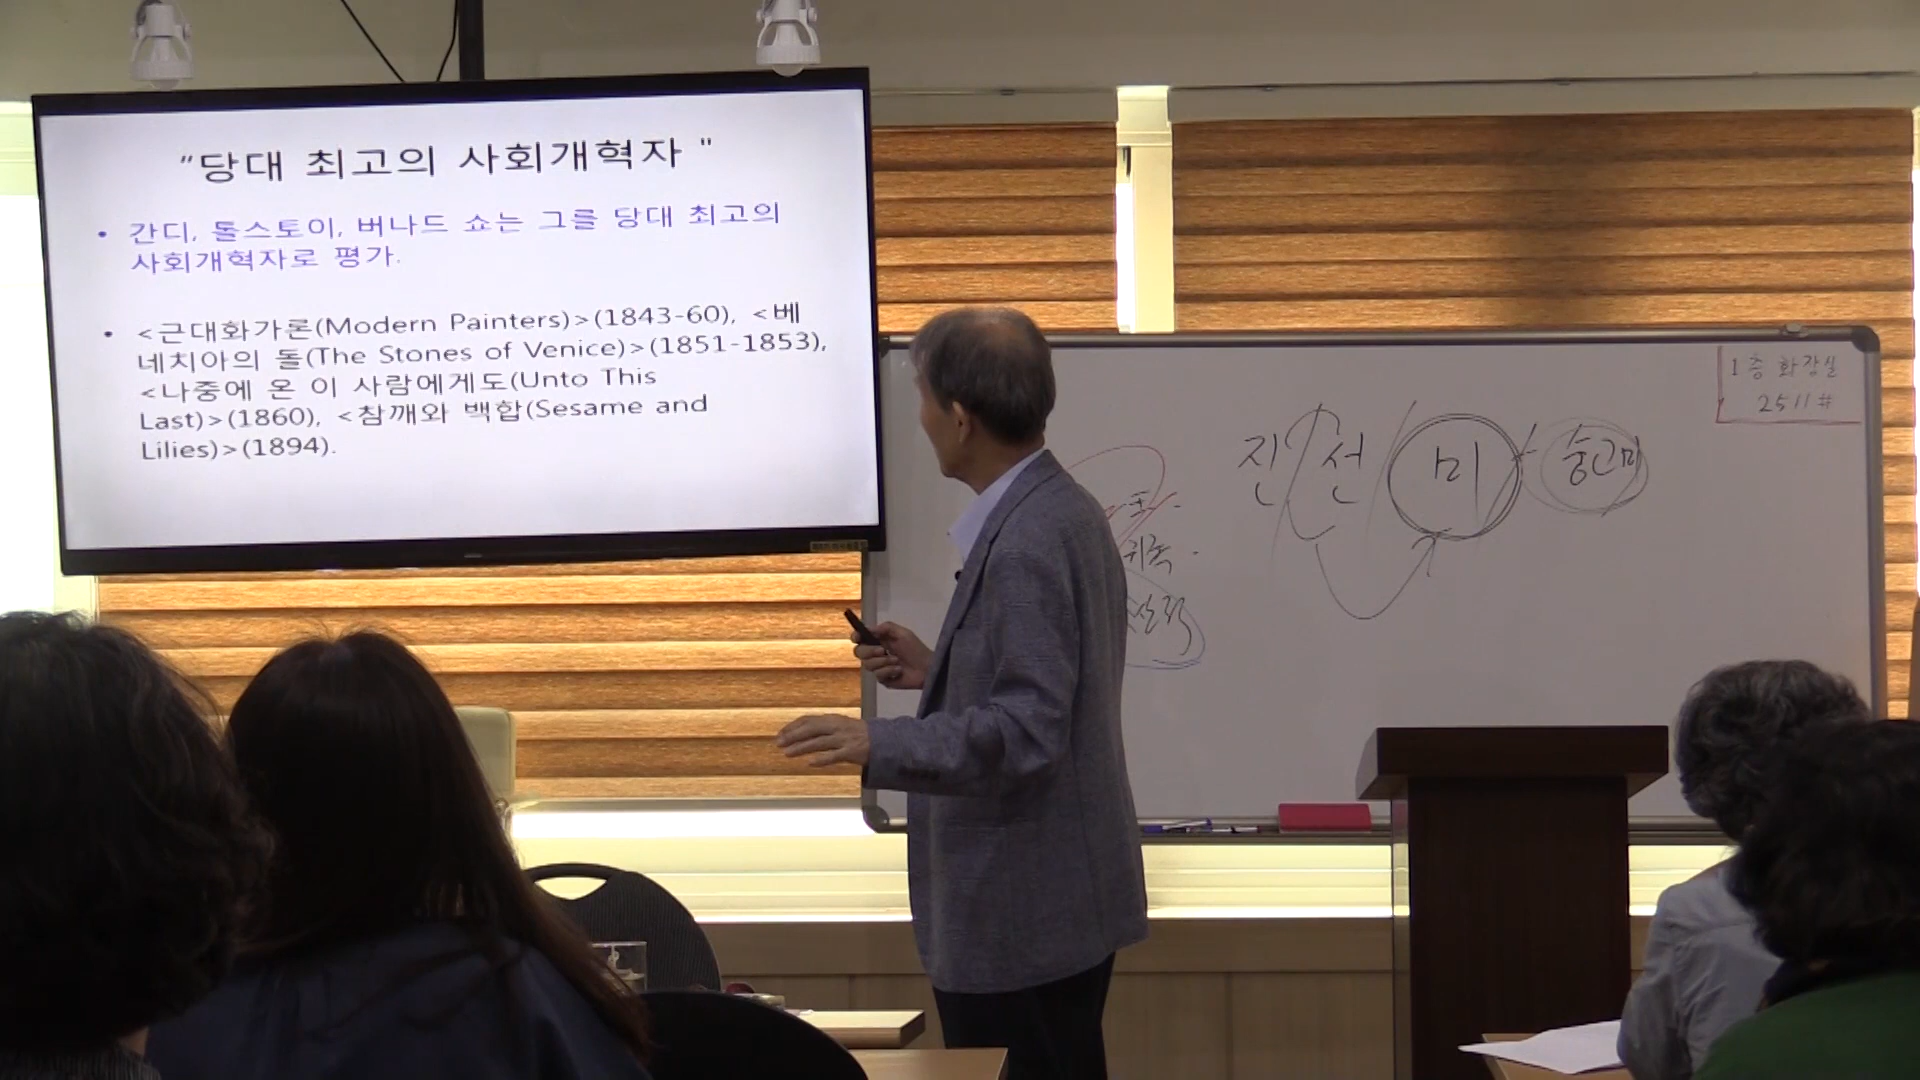 "당대 최고의 사회개혁자 "
• 간디, 톨스토이, 버나드 쇼는 그를 당대 최고의
사회개혁자로 평가.
• <근대화가론(Modern Painters)>(1843-60), <베
네치아의 돌(The Stones of Venice)>(1851-1853),
<나중에 온 이 사람에게도(Unto This
Last)>(1860), <참깨와 백합(Sesame and
Lilies)>(1894).
1층 화장실
2511#
진 선 미 숭고미